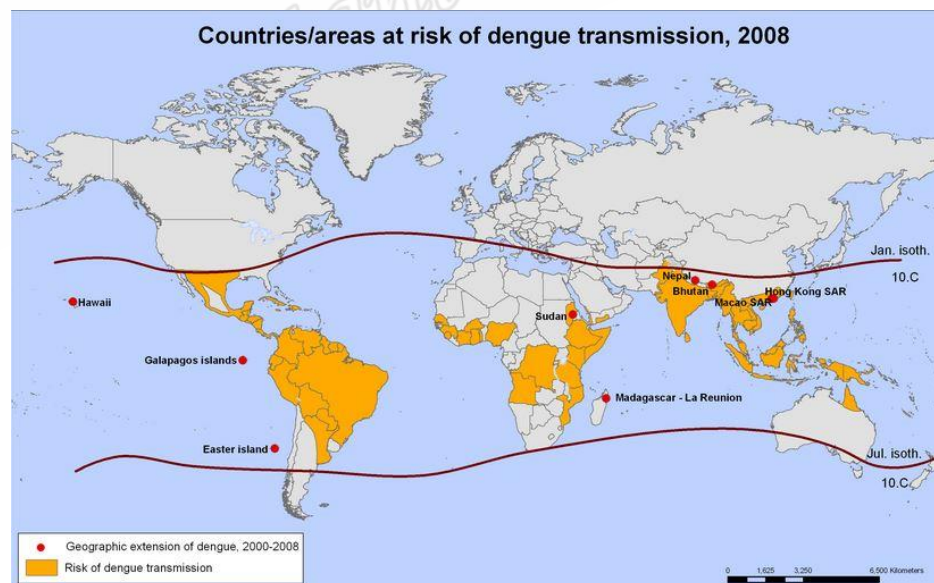 Countries/areas at risk of dengue transmission, 2008
Jan. isoth.
10.C
Hawaii
Nepal
Bhutan
Hong Kong SAR
Macao SAR
Sudan
Galapagos islands
Madagascar - La Reunion
Easter island
Jul. isoth.
10.C
Geographic extension of dengue, 2000-2008
Risk of dengue transmission
0 1,625 3,250 6,500 Kilometers